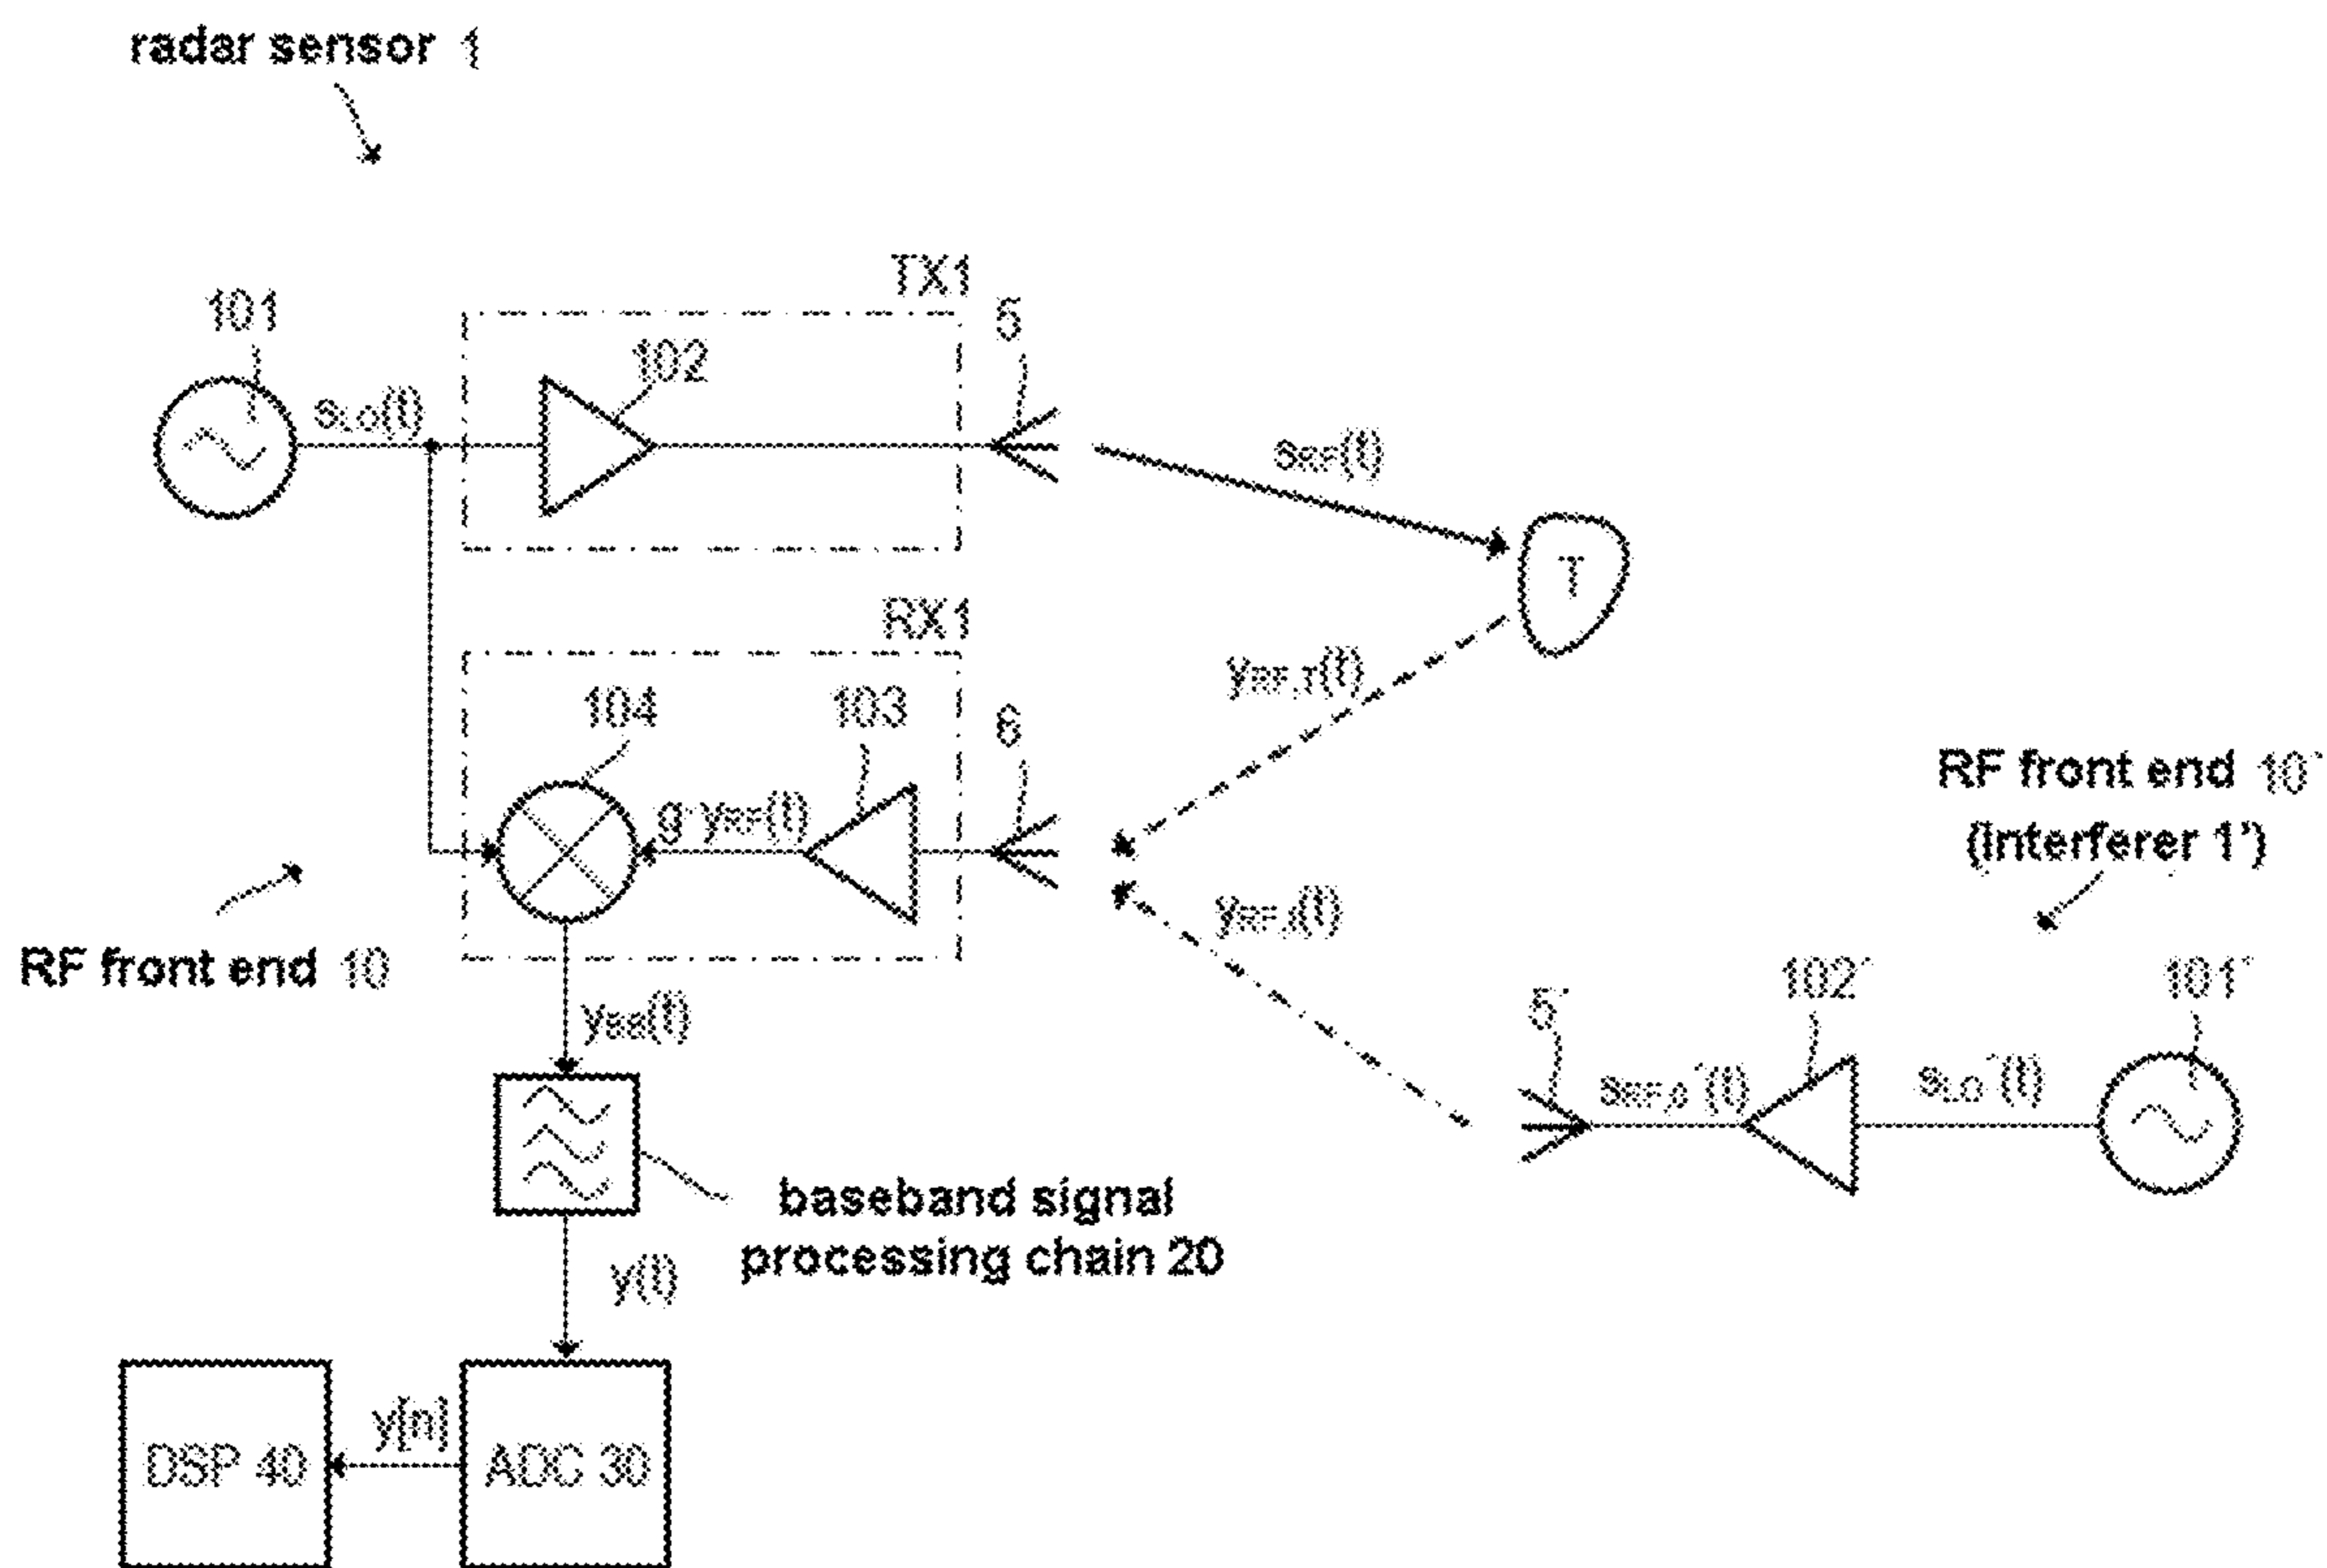 radar sensor 1
TX1
101
5
102
sLO(t)
sRF(t)
T
RX1
yRF,T(t)
104
103
6
RF front end 10´
(interferer 1')
g·yRF(t)
yRF,I(t)
RF front end 10
102´
101´
5´
yBB(t)
sRF,0´(t)
sLO´(t)
baseband signal
processing chain 20
y(t)
y[n]
DSP 40
ADC 30